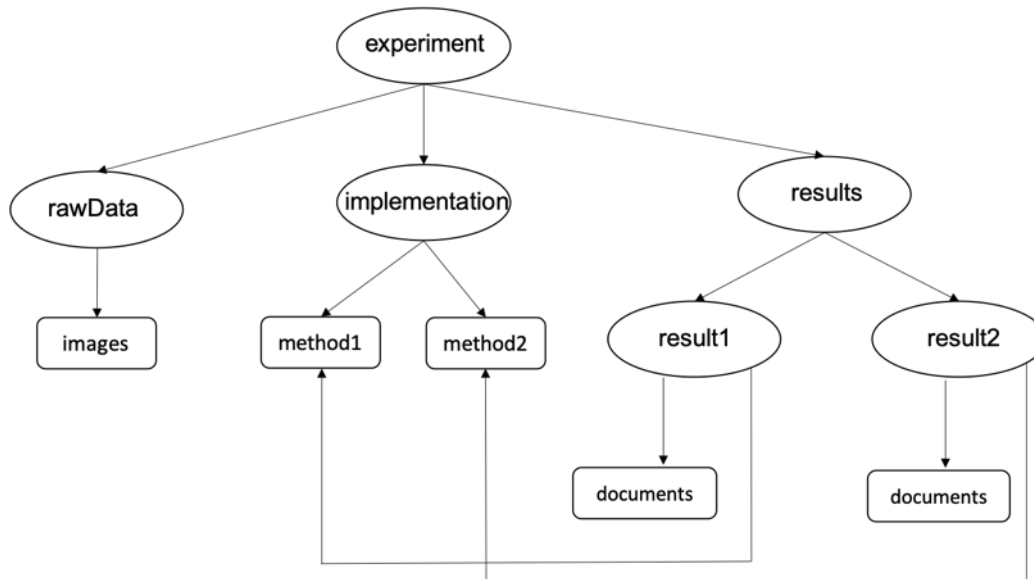 experiment
rawData
implementation
results
images
method1
method2
result1
result2
documents
documents